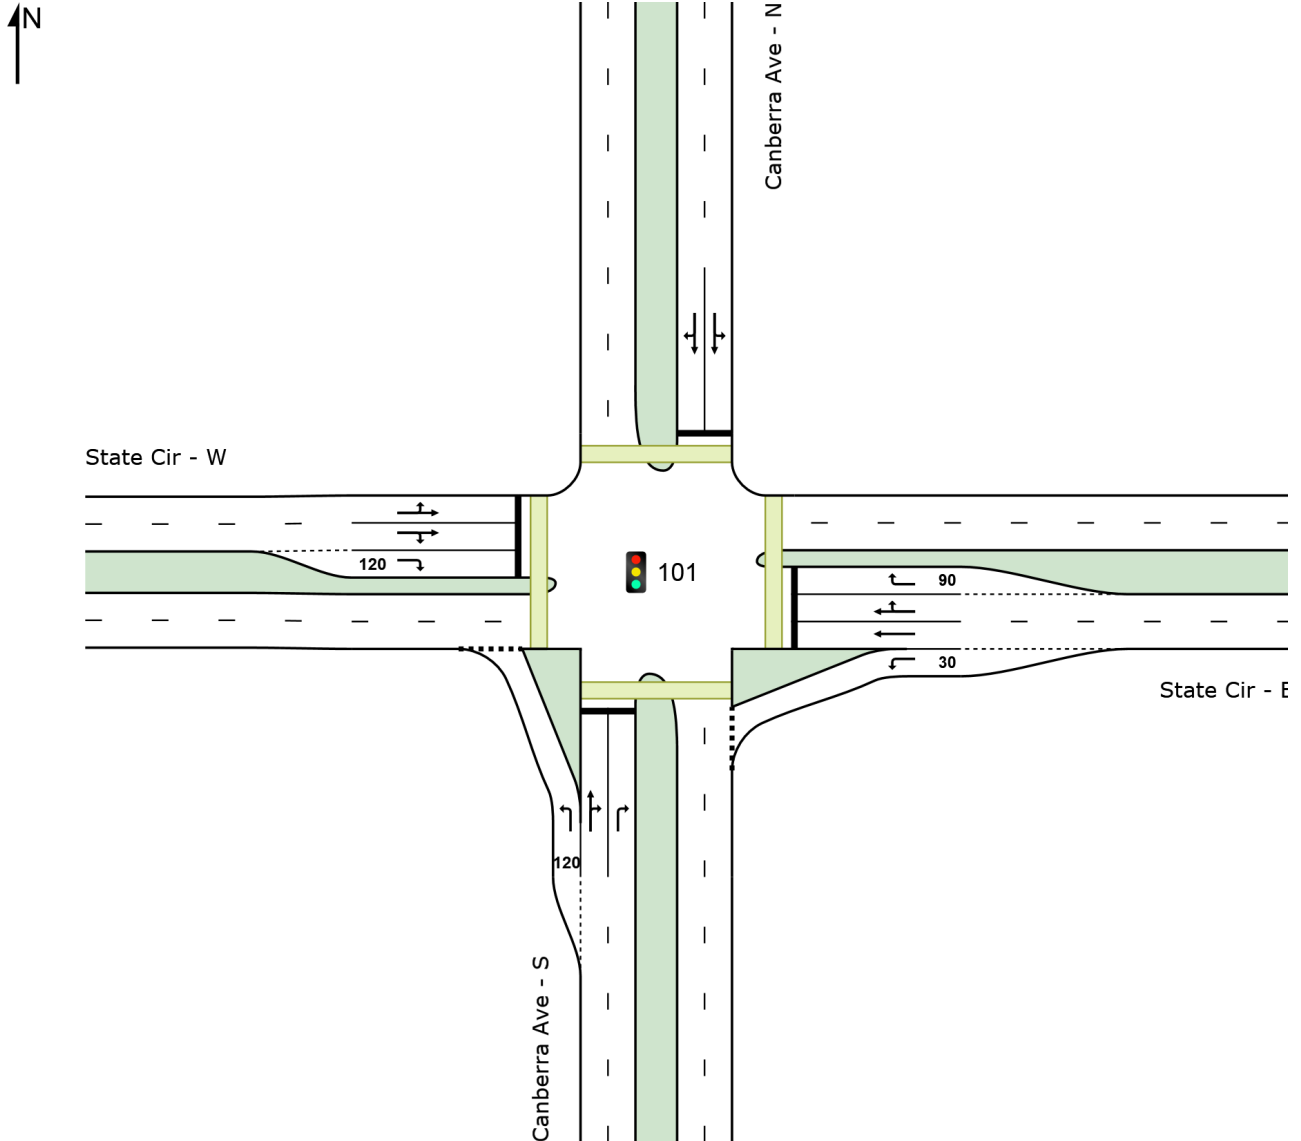 N
Canberra Ave - N
State Cir - W
120
101
90
30
State Cir - E
120
Canberra Ave - S